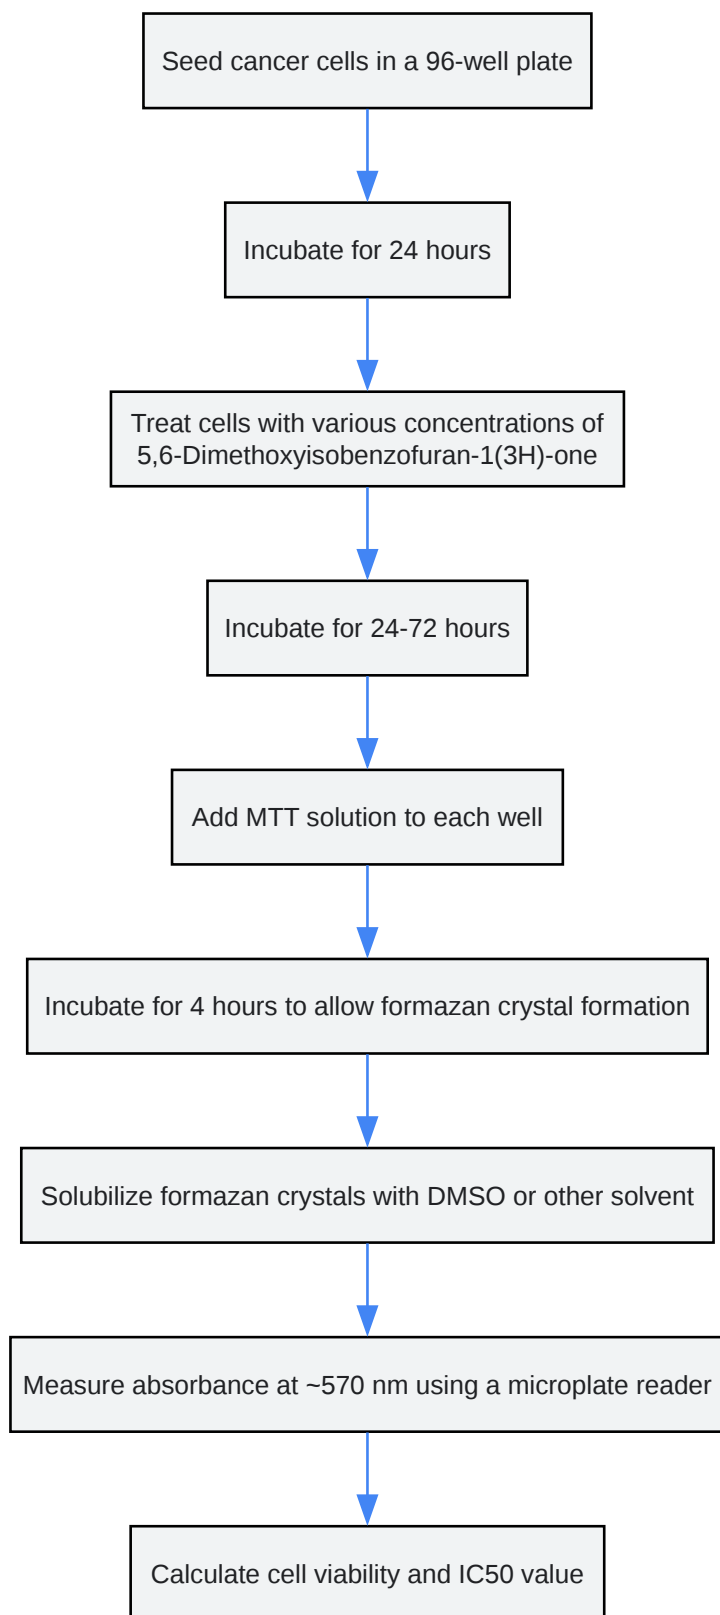 Seed cancer cells in a 96-well plate
Incubate for 24 hours
Treat cells with various concentrations of
5,6-Dimethoxyisobenzofuran-1(3H)-one
Incubate for 24-72 hours
Add MTT solution to each well
Incubate for 4 hours to allow formazan crystal formation
Solubilize formazan crystals with DMSO or other solvent
Measure absorbance at ~570 nm using a microplate reader
Calculate cell viability and IC50 value